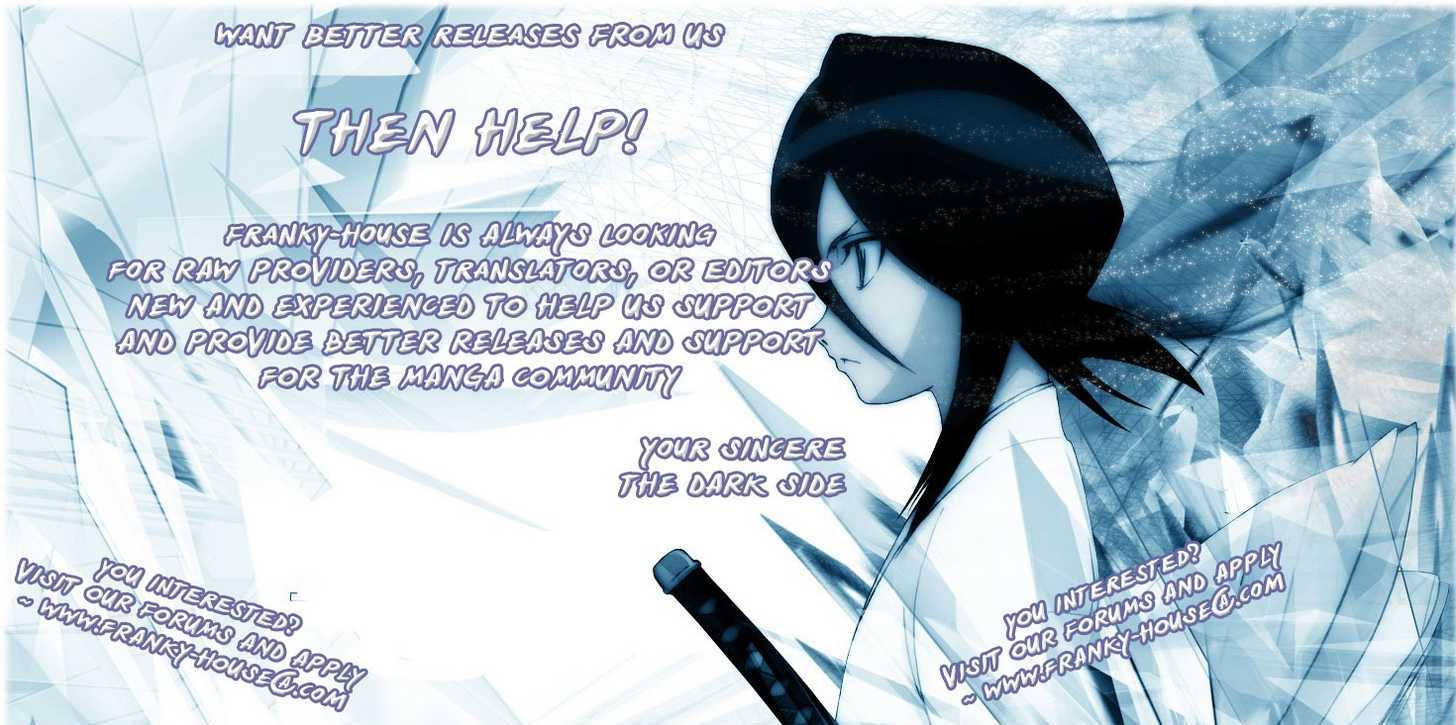 WANT BETTER RELEASES FROM US
THEN HELP!
FRANKY-HOUSE IS ALWAYS LOOKING
FOR RAW PROVIDERS, TRANSLATORS, OR EDITORS
NEW AND EXPERIENCED TO HELP US SUPPORT
AND PROVIDE BETTER RELEASES AND SUPPORT
FOR THE MANGA COMMUNITY
YOUR SINCERE
THE DARK SIDE
YOU INTERESTED?
VISIT OUR FORUMS AND APPLY
~ WWW.FRANKY-HOUSE@.COM
YOU INTERESTED?
VISIT OUR FORUMS AND APPLY
~ WWW.FRANKY-HOUSE@.COM